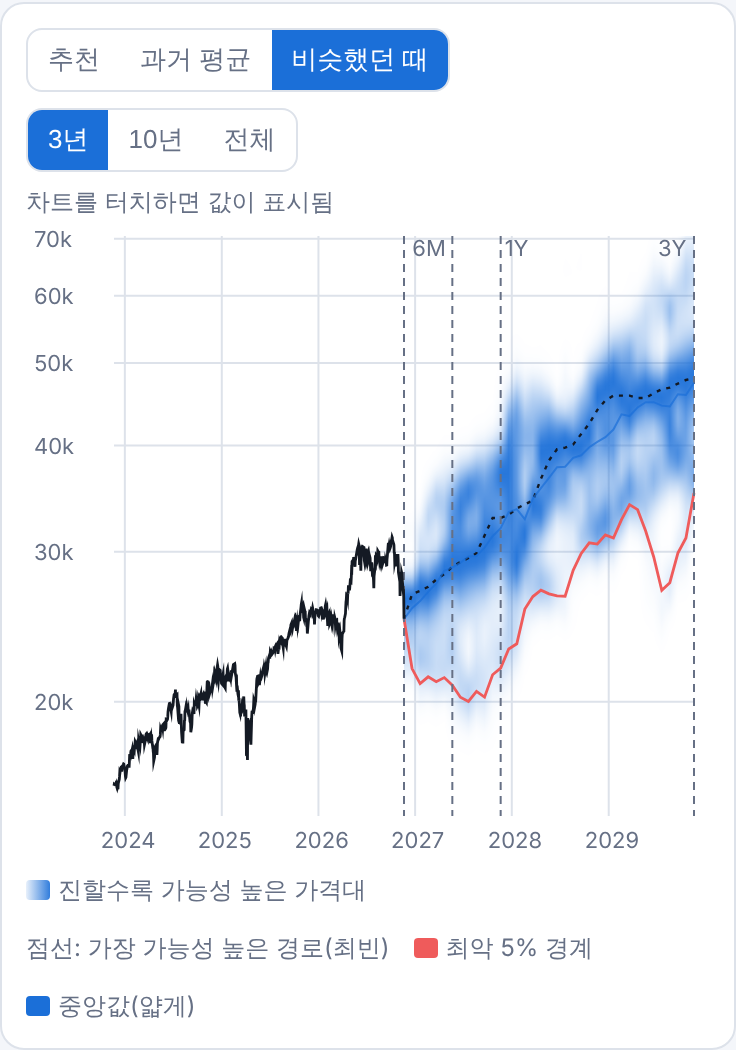 추천 과거 평균 비슷했던 때
3년 10년 전체
차트를 터치하면 값이 표시됨
70k
60k
50k
40k
30k
20k
6M 1Y 3Y
2024 2025 2026 2027 2028 2029
진할수록 가능성 높은 가격대
점선: 가장 가능성 높은 경로(최빈) 최악 5% 경계
중앙값(얇게)